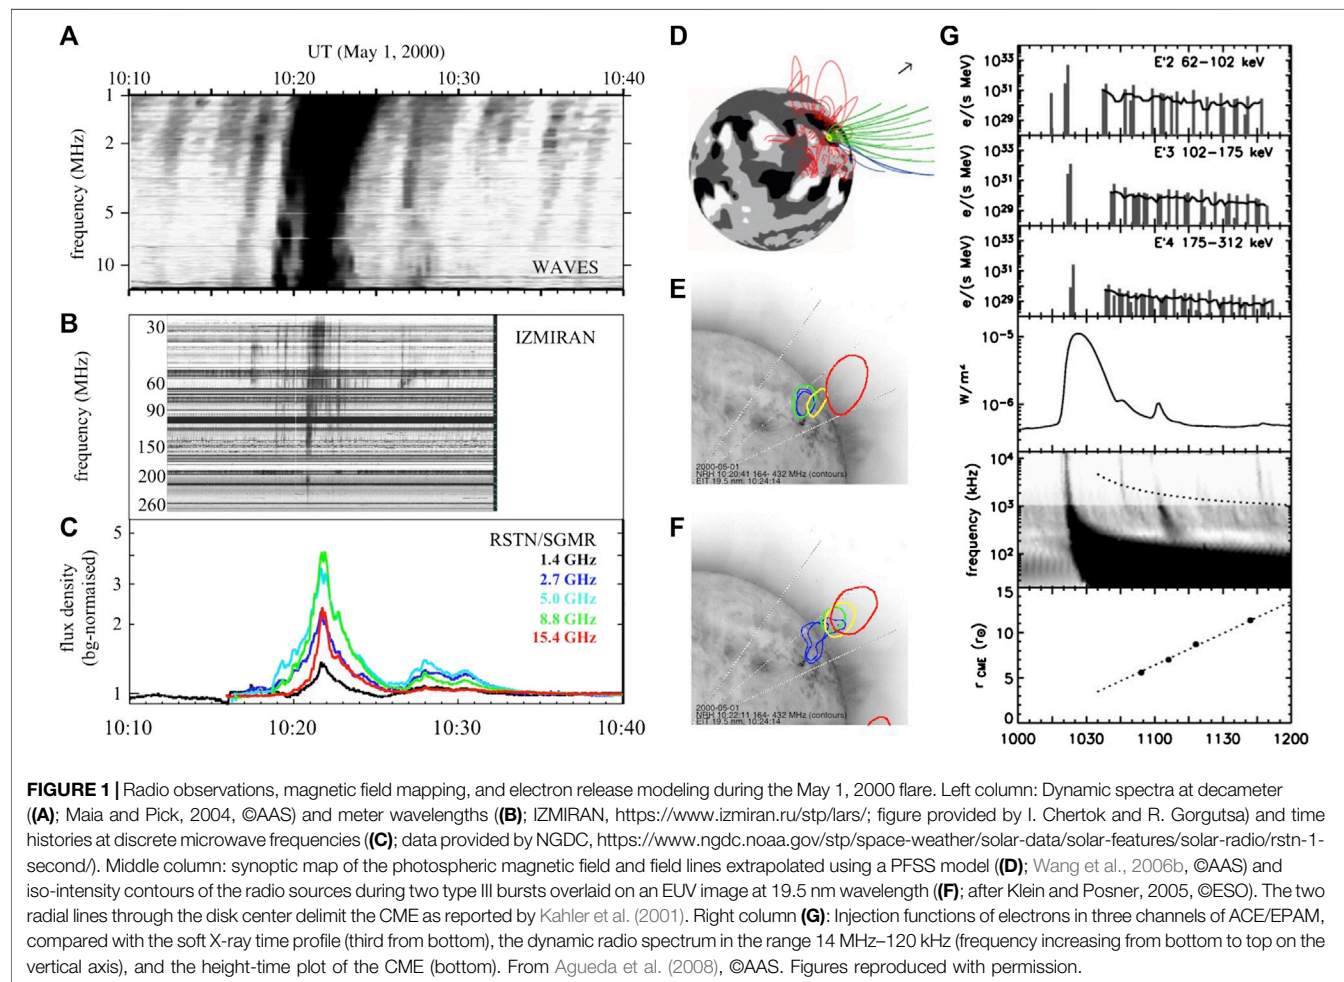 A
UT (May 1, 2000)
10:10 10:20 10:30 10:40
frequency (MHz)
1
2
5
10
WAVES
B
frequency (MHz)
30
60
90
150
200
260
IZMIRAN
C
flux density
(bg-normalised)
5
3
2
1
RSTN/SGMR
1.4 GHz
2.7 GHz
5.0 GHz
8.8 GHz
15.4 GHz
10:10 10:20 10:30 10:40
D
E
2000-05-01
NRH 10:20:41 164- 432 MHz (contours)
EIT 19.5 nm, 10:24:14
F
2000-05-01
NRH 10:22:11 164- 432 MHz (contours)
EIT 19.5 nm, 10:24:14
G
E'2 62-102 keV
e/(s MeV)
10³³
10³¹
10²⁹
E'3 102-175 keV
e/(s MeV)
10³³
10³¹
10²⁹
E'4 175-312 keV
e/(s MeV)
10³³
10³¹
10²⁹
W/m²
10⁻⁵
10⁻⁶
frequency (kHz)
10⁴
10³
10²
r CME (r⊙)
15
10
5
0
1000 1030 1100 1130 1200
FIGURE 1 | Radio observations, magnetic field mapping, and electron release modeling during the May 1, 2000 flare. Left column: Dynamic spectra at decameter
((A); Maia and Pick, 2004, ©AAS) and meter wavelengths ((B); IZMIRAN, https://www.izmiran.ru/stp/lars/; figure provided by I. Chertok and R. Gorgutsa) and time
histories at discrete microwave frequencies ((C); data provided by NGDC, https://www.ngdc.noaa.gov/stp/space-weather/solar-data/solar-features/solar-radio/rstn-1-
second/). Middle column: synoptic map of the photospheric magnetic field and field lines extrapolated using a PFSS model ((D); Wang et al., 2006b, ©AAS) and
iso-intensity contours of the radio sources during two type III bursts overlaid on an EUV image at 19.5 nm wavelength ((F); after Klein and Posner, 2005, ©ESO). The two
radial lines through the disk center delimit the CME as reported by Kahler et al. (2001). Right column (G): Injection functions of electrons in three channels of ACE/EPAM,
compared with the soft X-ray time profile (third from bottom), the dynamic radio spectrum in the range 14 MHz–120 kHz (frequency increasing from bottom to top on the
vertical axis), and the height-time plot of the CME (bottom). From Agueda et al. (2008), ©AAS. Figures reproduced with permission.